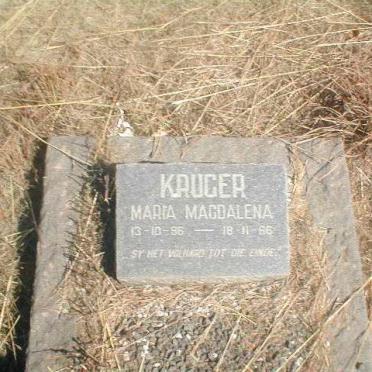 KRUGER
MARIA MAGDALENA
13-10-96 — 18-11-66
"SY HET VOLHARD TOT DIE EINDE."